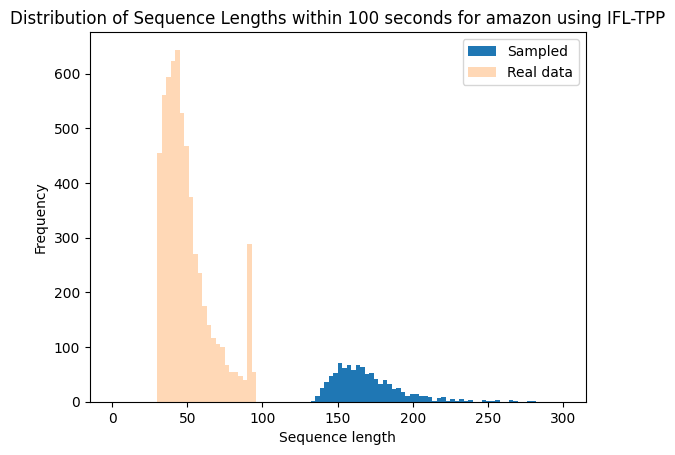 Distribution of Sequence Lengths within 100 seconds for amazon using IFL-TPP
Sampled
Real data
600
500
400
300
200
100
0
Frequency
0 50 100 150 200 250 300
Sequence length